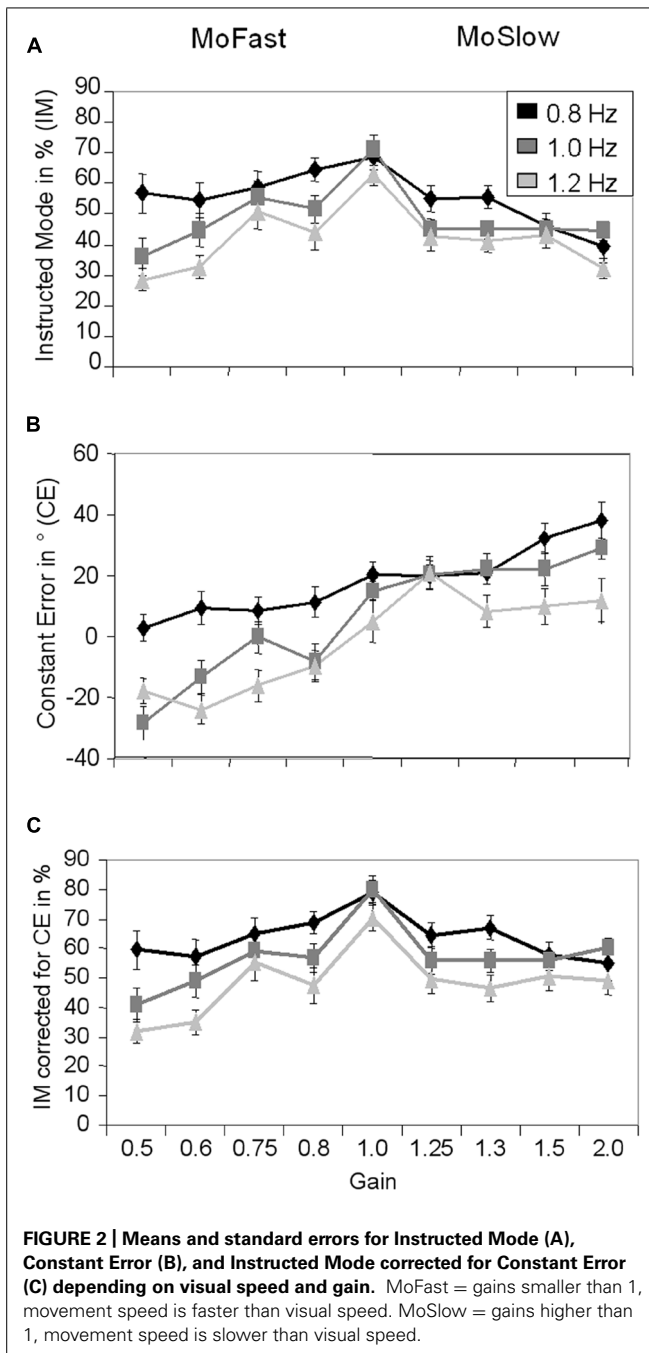 MoFast MoSlow
A
Instructed Mode in % (IM)
90
80
70
60
50
40
30
20
10
0
0.8 Hz
1.0 Hz
1.2 Hz
B
Constant Error in ° (CE)
60
40
20
0
-20
-40
C
IM corrected for CE in %
90
80
70
60
50
40
30
20
10
0
0.5 0.6 0.75 0.8 1.0 1.25 1.3 1.5 2.0
Gain
FIGURE 2 | Means and standard errors for Instructed Mode (A),
Constant Error (B), and Instructed Mode corrected for Constant Error
(C) depending on visual speed and gain. MoFast = gains smaller than 1,
movement speed is faster than visual speed. MoSlow = gains higher than
1, movement speed is slower than visual speed.